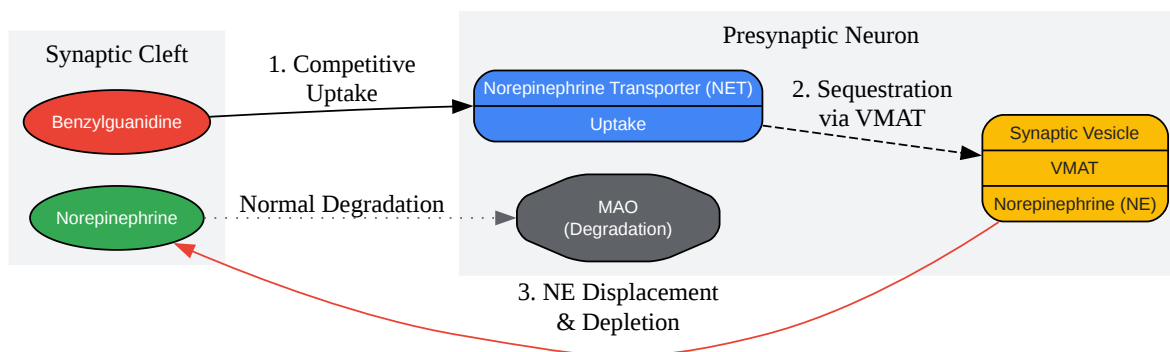 Synaptic Cleft
Presynaptic Neuron
1. Competitive
Uptake
Benzylguanidine
Norepinephrine Transporter (NET)
Uptake
2. Sequestration
via VMAT
Synaptic Vesicle
VMAT
Norepinephrine (NE)
Norepinephrine
Normal Degradation
MAO
(Degradation)
3. NE Displacement
& Depletion